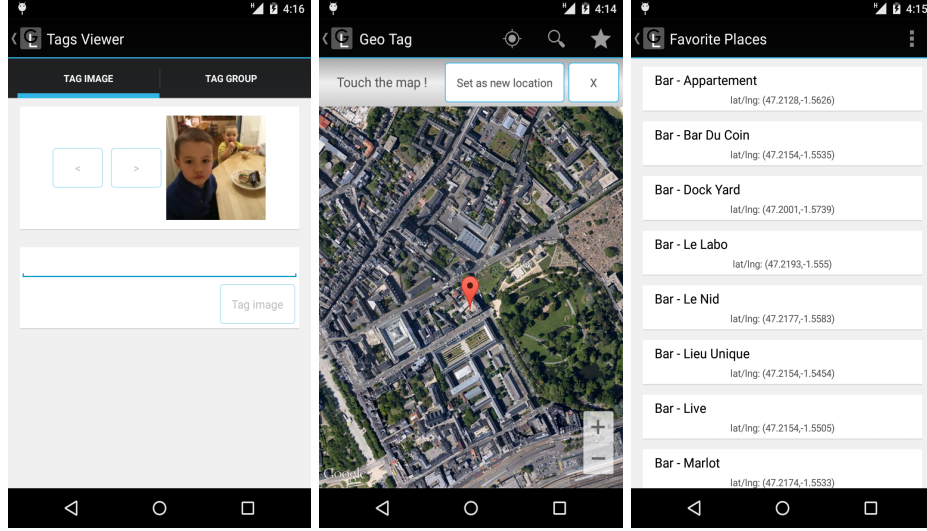 H 4:16
Tags Viewer
TAG IMAGE TAG GROUP
< >
Tag image
H 4:14
Geo Tag
Touch the map ! Set as new location X
+
−
Google
H 4:15
Favorite Places
Bar - Appartement
lat/lng: (47.2128,-1.5626)
Bar - Bar Du Coin
lat/lng: (47.2154,-1.5535)
Bar - Dock Yard
lat/lng: (47.2001,-1.5739)
Bar - Le Labo
lat/lng: (47.2193,-1.555)
Bar - Le Nid
lat/lng: (47.2177,-1.5583)
Bar - Lieu Unique
lat/lng: (47.2154,-1.5454)
Bar - Live
lat/lng: (47.2154,-1.5505)
Bar - Marlot
lat/lng: (47.2174,-1.5533)